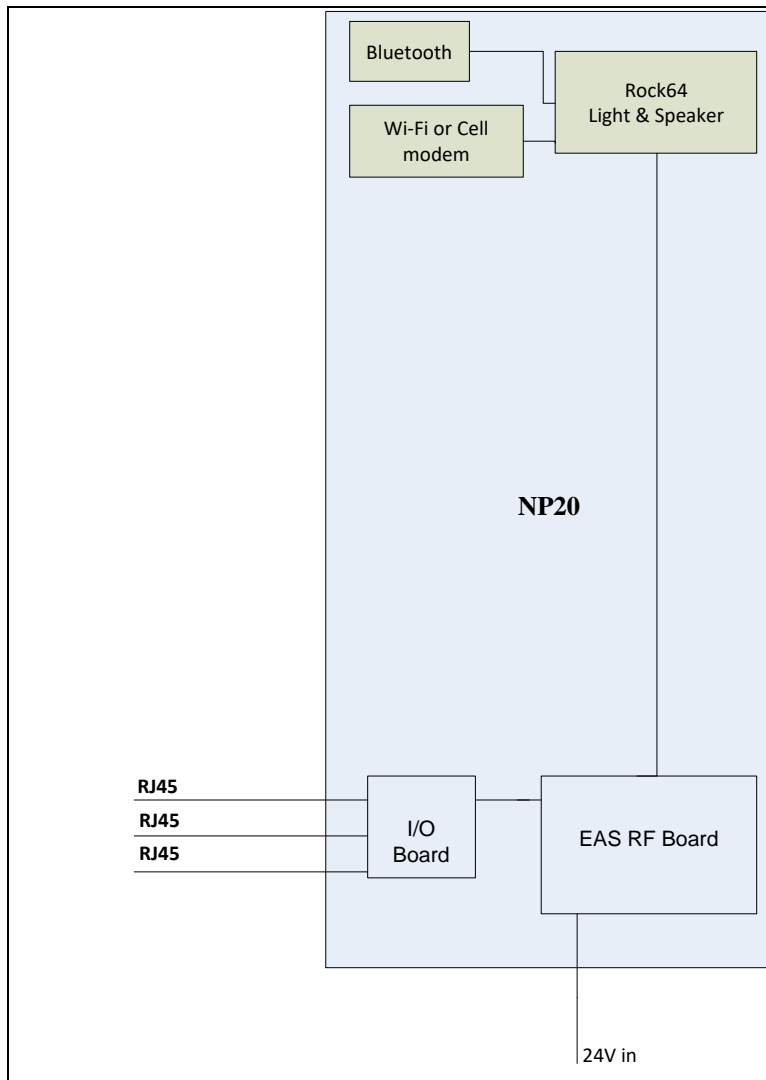 Bluetooth
Rock64
Light & Speaker
Wi-Fi or Cell
modem
NP20
RJ45
RJ45
RJ45
I/O
Board
EAS RF Board
24V in